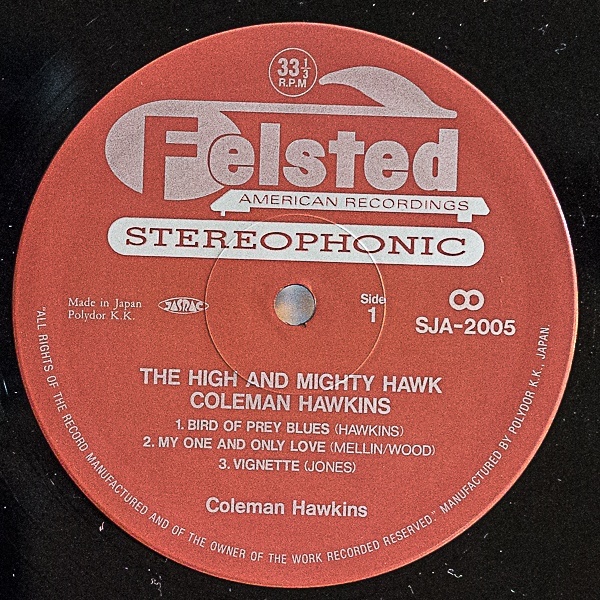 33 1/3
R.P.M
Felsted
AMERICAN RECORDINGS
STEREOPHONIC
Made in Japan
Polydor K.K.
JASRAC
Side
1
SJA-2005
THE HIGH AND MIGHTY HAWK
COLEMAN HAWKINS
1. BIRD OF PREY BLUES (HAWKINS)
2. MY ONE AND ONLY LOVE (MELLIN/WOOD)
3. VIGNETTE (JONES)
Coleman Hawkins
"ALL RIGHTS OF THE RECORD MANUFACTURED AND OF THE OWNER OF THE WORK RECORDED RESERVED." MANUFACTURED BY POLYDOR K.K., JAPAN